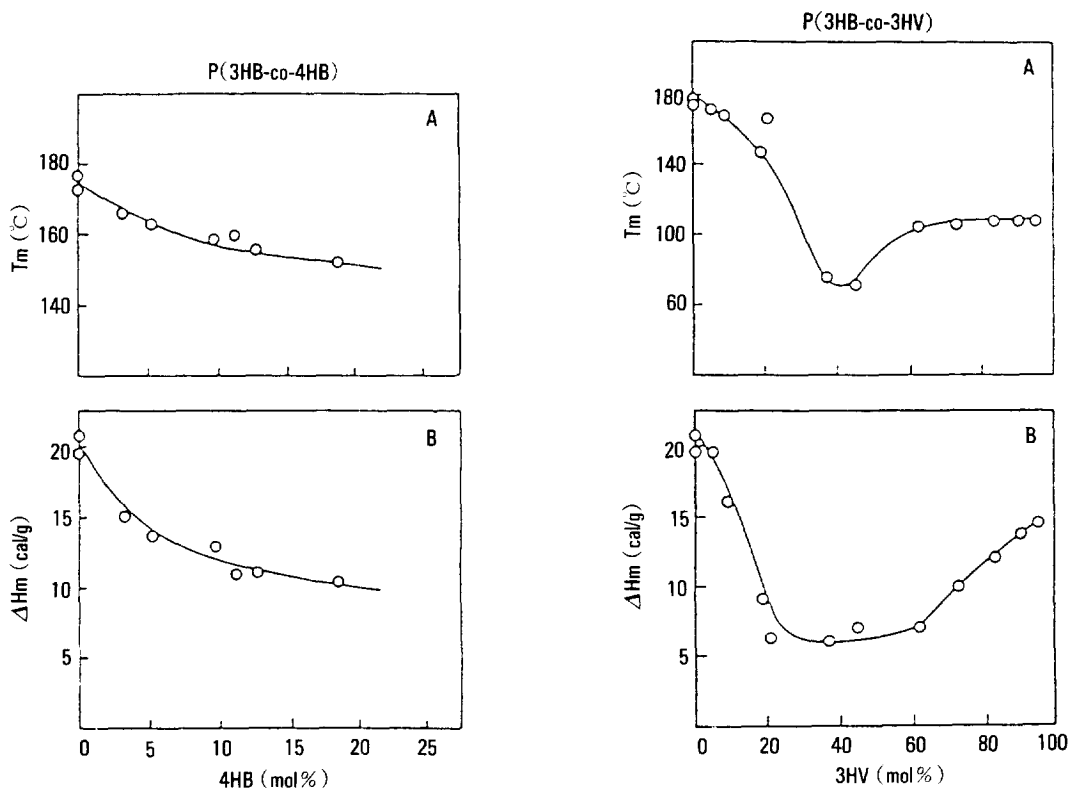 P(3HB-co-4HB)
A
180
160
140
Tm (℃)
B
20
15
10
5
ΔHm (cal/g)
0 5 10 15 20 25
4HB (mol%)
P(3HB-co-3HV)
A
180
140
100
60
Tm (℃)
B
20
15
10
5
ΔHm (cal/g)
0 20 40 60 80 100
3HV (mol%)